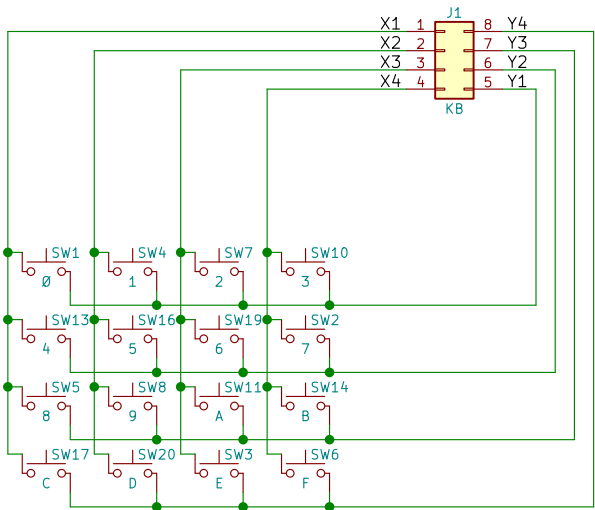 J1
X1 1 8 Y4
X2 2 7 Y3
X3 3 6 Y2
X4 4 5 Y1
KB
SW1 SW4 SW7 SW10
Ø 1 2 3
SW13 SW16 SW19 SW2
4 5 6 7
SW5 SW8 SW11 SW14
8 9 A B
SW17 SW20 SW3 SW6
C D E F